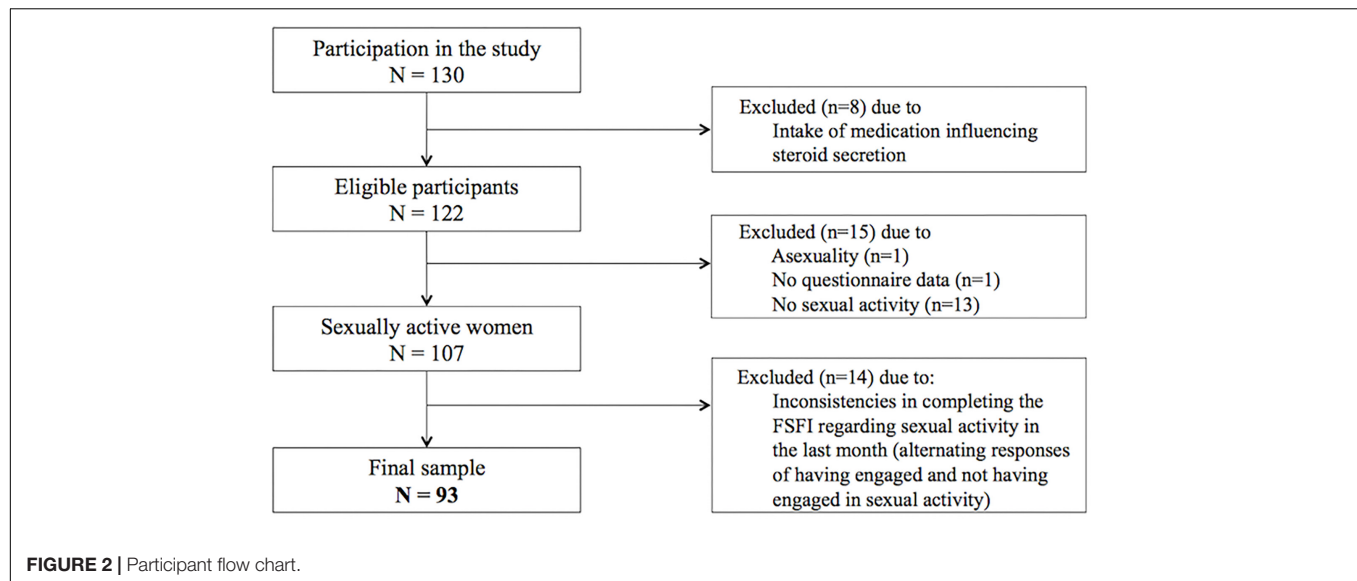 Participation in the study
N = 130
Excluded (n=8) due to
Intake of medication influencing
steroid secretion
Eligible participants
N = 122
Excluded (n=15) due to
Asexuality (n=1)
No questionnaire data (n=1)
No sexual activity (n=13)
Sexually active women
N = 107
Excluded (n=14) due to:
Inconsistencies in completing the
FSFI regarding sexual activity in
the last month (alternating responses
of having engaged and not having
engaged in sexual activity)
Final sample
N = 93
FIGURE 2 | Participant flow chart.